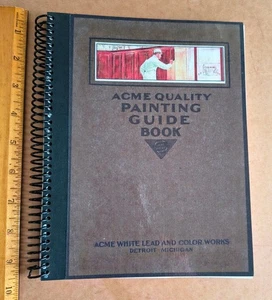 ACME QUALITY
PAINTING
GUIDE
BOOK
ACME WHITE LEAD AND COLOR WORKS
DETROIT MICHIGAN